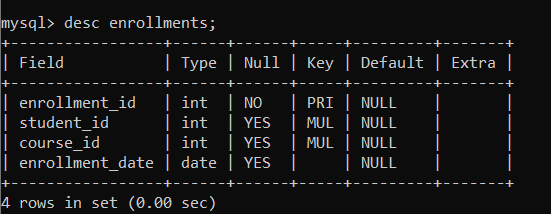 mysql> desc enrollments;
+-----------------+------+------+-----+---------+-------+
| Field           | Type | Null | Key | Default | Extra |
+-----------------+------+------+-----+---------+-------+
| enrollment_id   | int  | NO   | PRI | NULL    |       |
| student_id      | int  | YES  | MUL | NULL    |       |
| course_id       | int  | YES  | MUL | NULL    |       |
| enrollment_date | date | YES  |     | NULL    |       |
+-----------------+------+------+-----+---------+-------+
4 rows in set (0.00 sec)